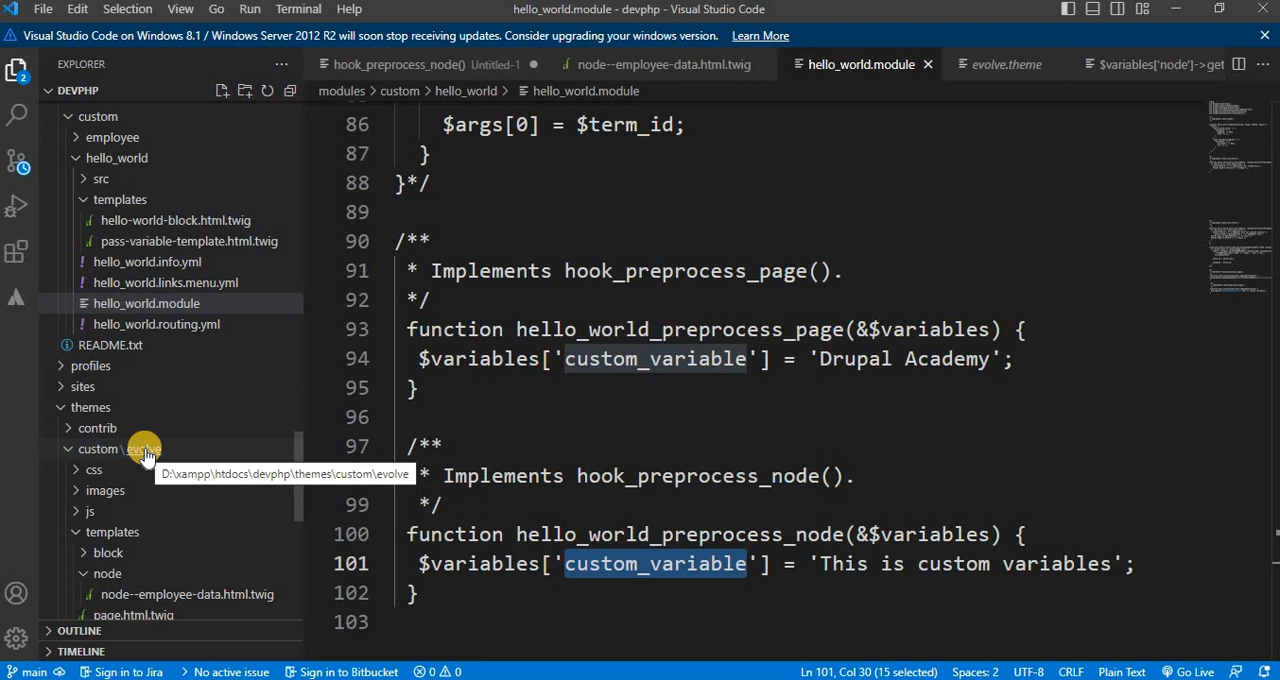 File Edit Selection View Go Run Terminal Help hello_world.module - devphp - Visual Studio Code
Visual Studio Code on Windows 8.1 / Windows Server 2012 R2 will soon stop receiving updates. Consider upgrading your windows version. Learn More
EXPLORER
hook_preprocess_node() Untitled-1
node--employee-data.html.twig
hello_world.module
evolve.theme
$variables['node']->get
DEVPHP
modules > custom > hello_world > hello_world.module
custom
employee
hello_world
src
templates
hello-world-block.html.twig
pass-variable-template.html.twig
hello_world.info.yml
hello_world.links.menu.yml
hello_world.module
hello_world.routing.yml
README.txt
profiles
sites
themes
contrib
custom \ evolve
D:\xampp\htdocs\devphp\themes\custom\evolve
css
images
js
templates
block
node
node--employee-data.html.twig
page.html.twig
OUTLINE
TIMELINE
86 $args[0] = $term_id;
87 }
88 }*/
89
90 /**
91 * Implements hook_preprocess_page().
92 */
93 function hello_world_preprocess_page(&$variables) {
94 $variables['custom_variable'] = 'Drupal Academy';
95 }
96
97 /**
* Implements hook_preprocess_node().
99 */
100 function hello_world_preprocess_node(&$variables) {
101 $variables['custom_variable'] = 'This is custom variables';
102 }
103
2
main Sign in to Jira No active issue Sign in to Bitbucket 0 0 Ln 101, Col 30 (15 selected) Spaces: 2 UTF-8 CRLF Plain Text Go Live